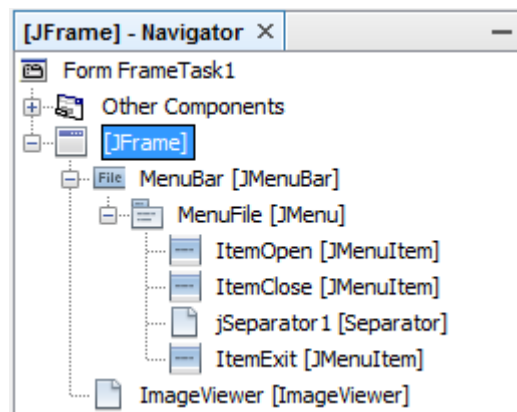 [JFrame] - Navigator ×
Form FrameTask1
Other Components
[JFrame]
File MenuBar [JMenuBar]
MenuFile [JMenu]
ItemOpen [JMenuItem]
ItemClose [JMenuItem]
jSeparator1 [Separator]
ItemExit [JMenuItem]
ImageViewer [ImageViewer]